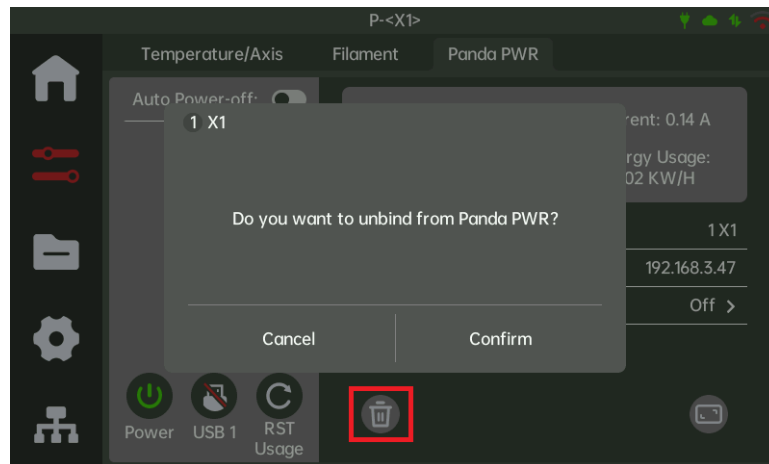 P-<X1>
Temperature/Axis
Filament
Panda PWR
Auto Power-off:
1 X1
rent: 0.14 A
rgy Usage:
02 KW/H
Do you want to unbind from Panda PWR?
1 X1
192.168.3.47
Off >
Cancel
Confirm
Power
USB 1
RST
Usage